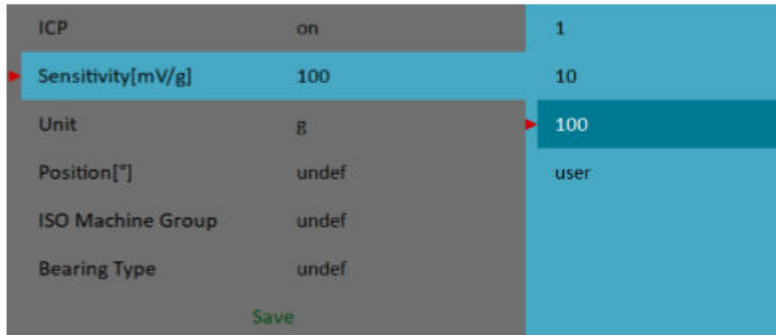 ICP on
Sensitivity[mV/g] 100
Unit g
Position[°] undef
ISO Machine Group undef
Bearing Type undef
Save
1
10
100
user